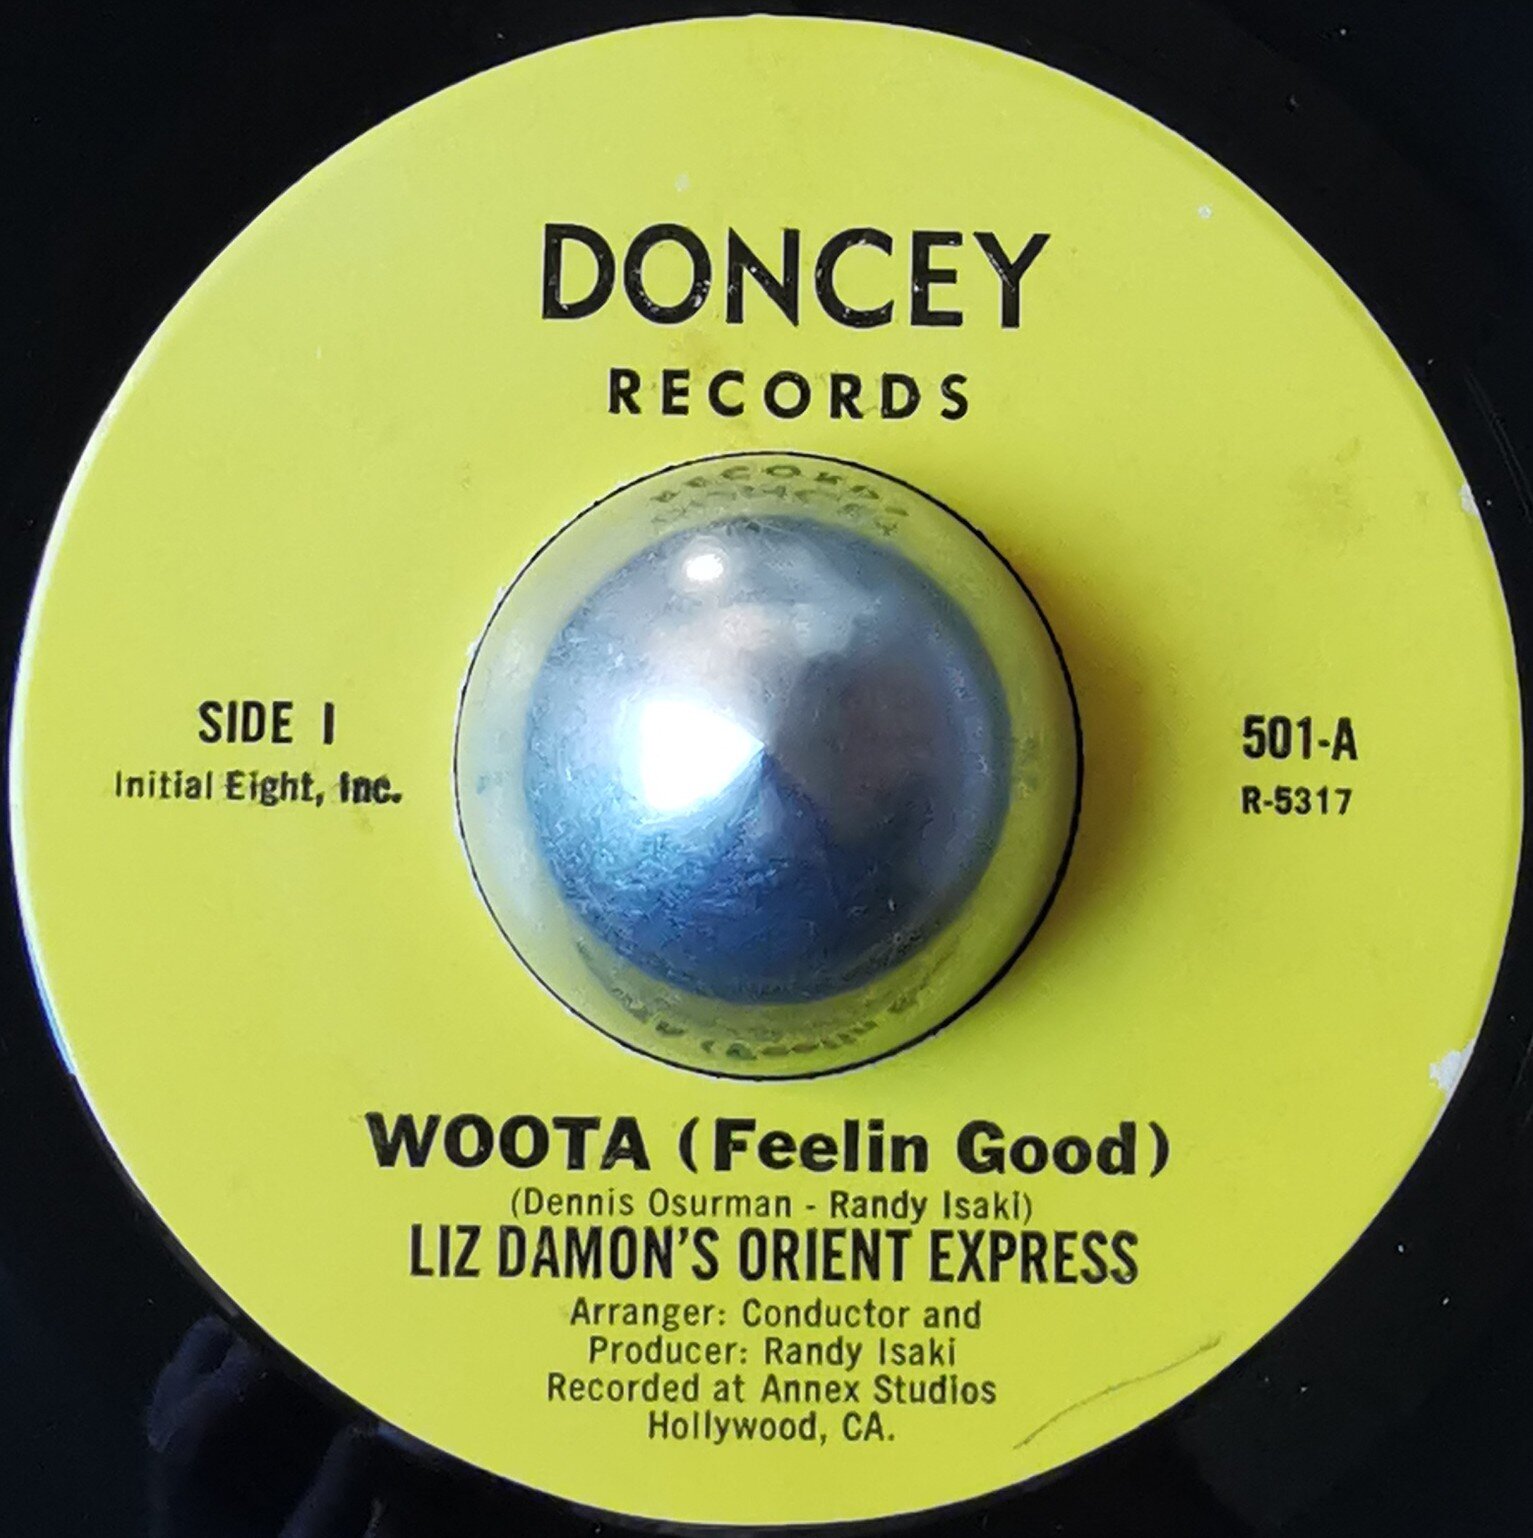 DONCEY
RECORDS
SIDE 1
Initial Eight, Inc.
501-A
R-5317
WOOTA (Feelin Good)
(Dennis Osurman - Randy Isaki)
LIZ DAMON'S ORIENT EXPRESS
Arranger: Conductor and
Producer: Randy Isaki
Recorded at Annex Studios
Hollywood, CA.